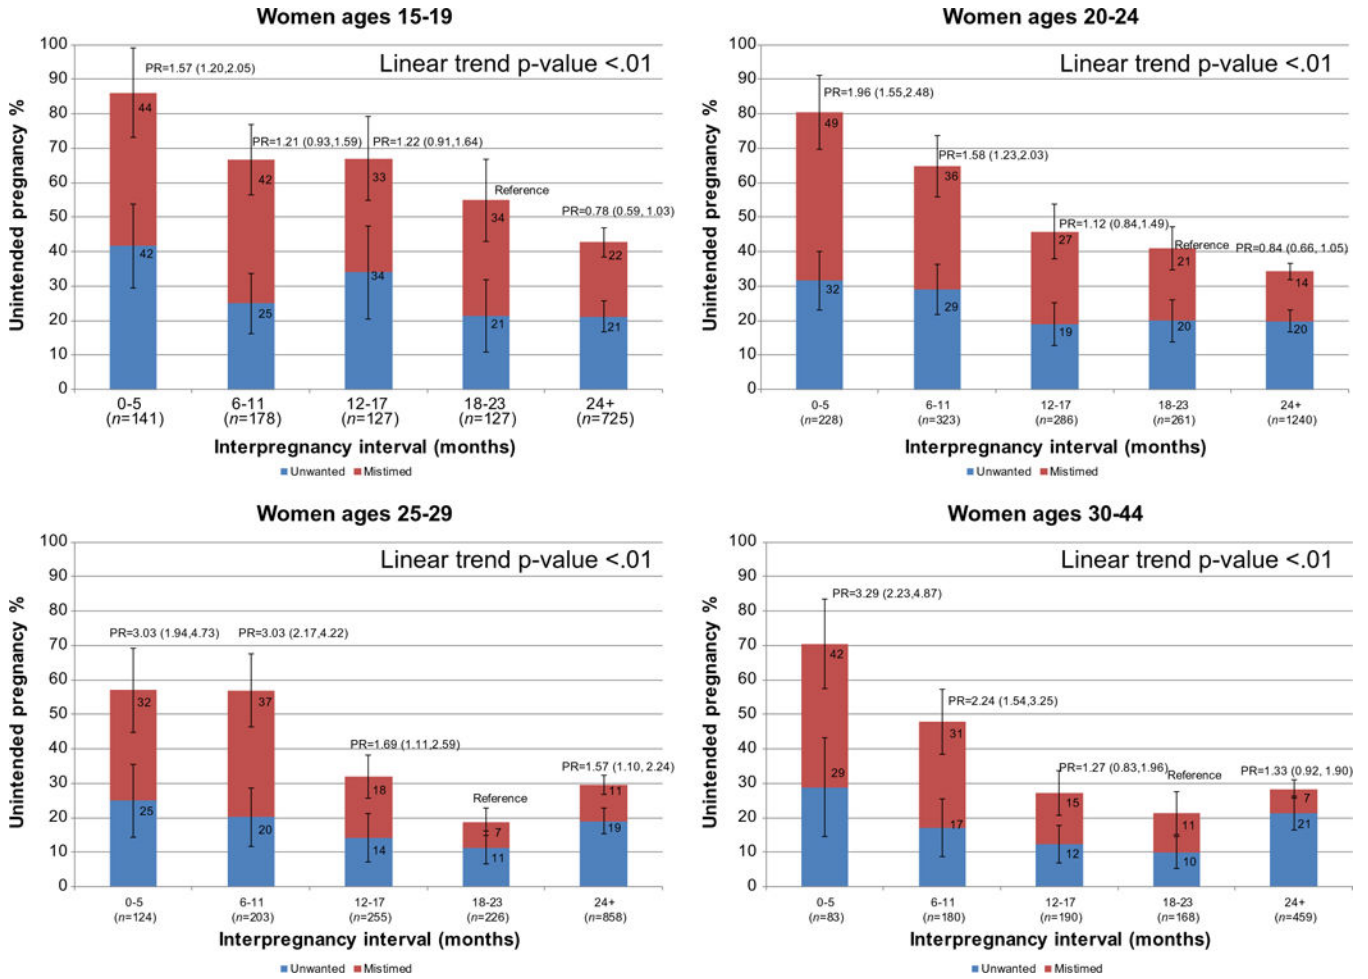 Women ages 15-19
Linear trend p-value <.01
Unintended pregnancy %
100
90
80
70
60
50
40
30
20
10
0
PR=1.57 (1.20,2.05)
PR=1.21 (0.93,1.59)
PR=1.22 (0.91,1.64)
Reference
PR=0.78 (0.59, 1.03)
44
42
33
34
22
42
25
34
21
21
0-5 6-11 12-17 18-23 24+
(n=141) (n=178) (n=127) (n=127) (n=725)
Interpregnancy interval (months)
Unwanted Mistimed
Women ages 20-24
Linear trend p-value <.01
Unintended pregnancy %
100
90
80
70
60
50
40
30
20
10
0
PR=1.96 (1.55,2.48)
PR=1.58 (1.23,2.03)
PR=1.12 (0.84,1.49)
Reference
PR=0.84 (0.66, 1.05)
49
36
27
21
14
32
29
19
20
20
0-5 6-11 12-17 18-23 24+
(n=228) (n=323) (n=286) (n=261) (n=1240)
Interpregnancy interval (months)
Unwanted Mistimed
Women ages 25-29
Linear trend p-value <.01
Unintended pregnancy %
100
90
80
70
60
50
40
30
20
10
0
PR=3.03 (1.94,4.73)
PR=3.03 (2.17,4.22)
PR=1.69 (1.11,2.59)
Reference
PR=1.57 (1.10, 2.24)
32
37
18
7
11
25
20
14
11
19
0-5 6-11 12-17 18-23 24+
(n=124) (n=203) (n=255) (n=226) (n=858)
Interpregnancy interval (months)
Unwanted Mistimed
Women ages 30-44
Linear trend p-value <.01
Unintended pregnancy %
100
90
80
70
60
50
40
30
20
10
0
PR=3.29 (2.23,4.87)
PR=2.24 (1.54,3.25)
PR=1.27 (0.83,1.96)
Reference
PR=1.33 (0.92, 1.90)
42
31
15
11
7
29
17
12
10
21
0-5 6-11 12-17 18-23 24+
(n=83) (n=180) (n=190) (n=168) (n=459)
Interpregnancy interval (months)
Unwanted Mistimed